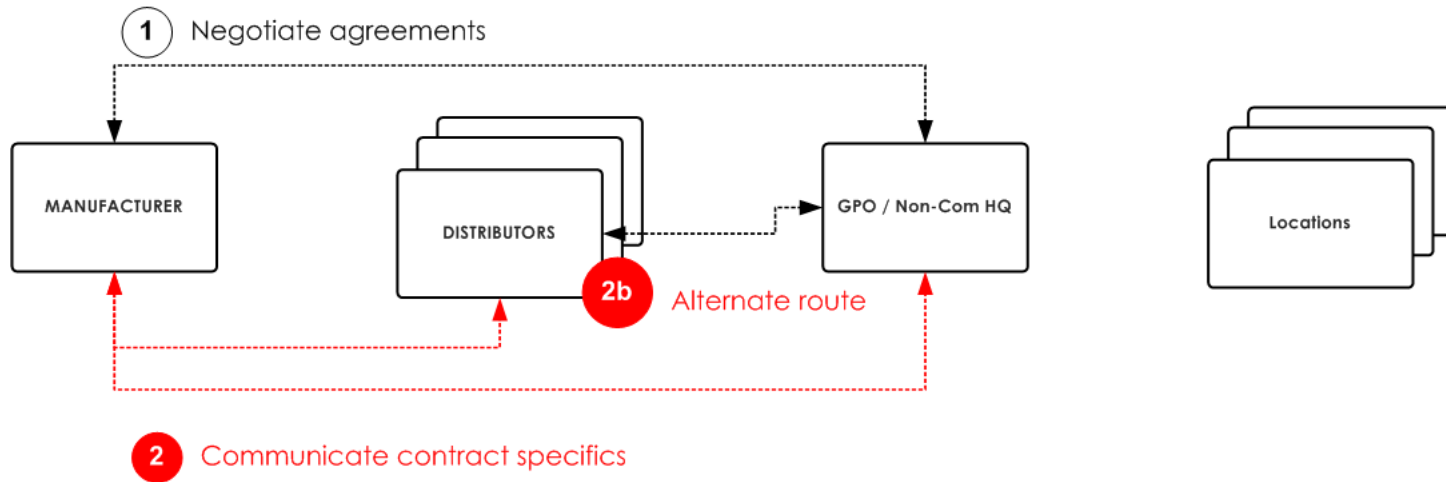 1 Negotiate agreements
MANUFACTURER
DISTRIBUTORS
GPO / Non-Com HQ
Locations
2b Alternate route
2 Communicate contract specifics